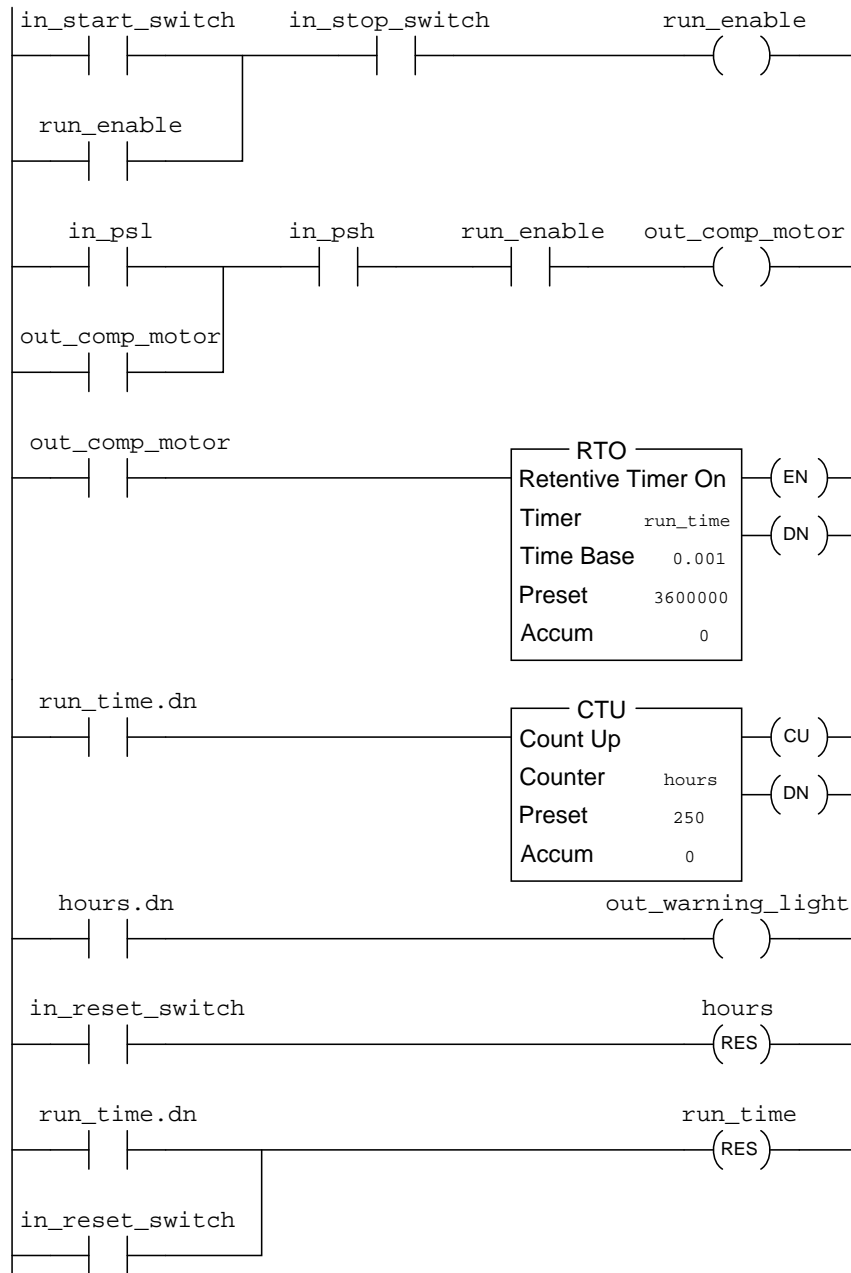 in_start_switch in_stop_switch run_enable
run_enable
in_psl in_psh run_enable out_comp_motor
out_comp_motor
out_comp_motor
RTO
Retentive Timer On
EN
Timer run_time
DN
Time Base 0.001
Preset 3600000
Accum 0
run_time.dn
CTU
Count Up
CU
Counter hours
DN
Preset 250
Accum 0
hours.dn out_warning_light
in_reset_switch hours
RES
run_time.dn run_time
RES
in_reset_switch